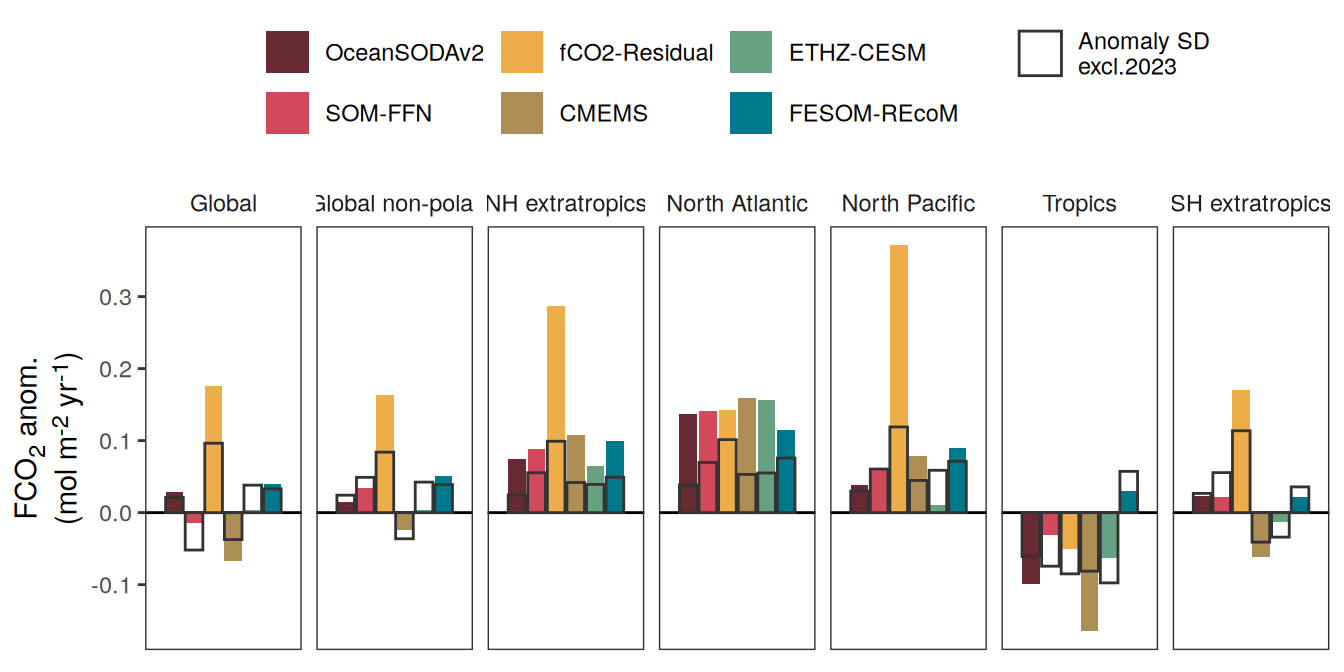 OceanSODAv2
fCO2-Residual
ETHZ-CESM
Anomaly SD
excl.2023
SOM-FFN
CMEMS
FESOM-REcoM
Global
Global non-pola
NH extratropics
North Atlantic
North Pacific
Tropics
SH extratropics
FCO2 anom.
(mol m-2 yr-1)
0.3
0.2
0.1
0.0
-0.1